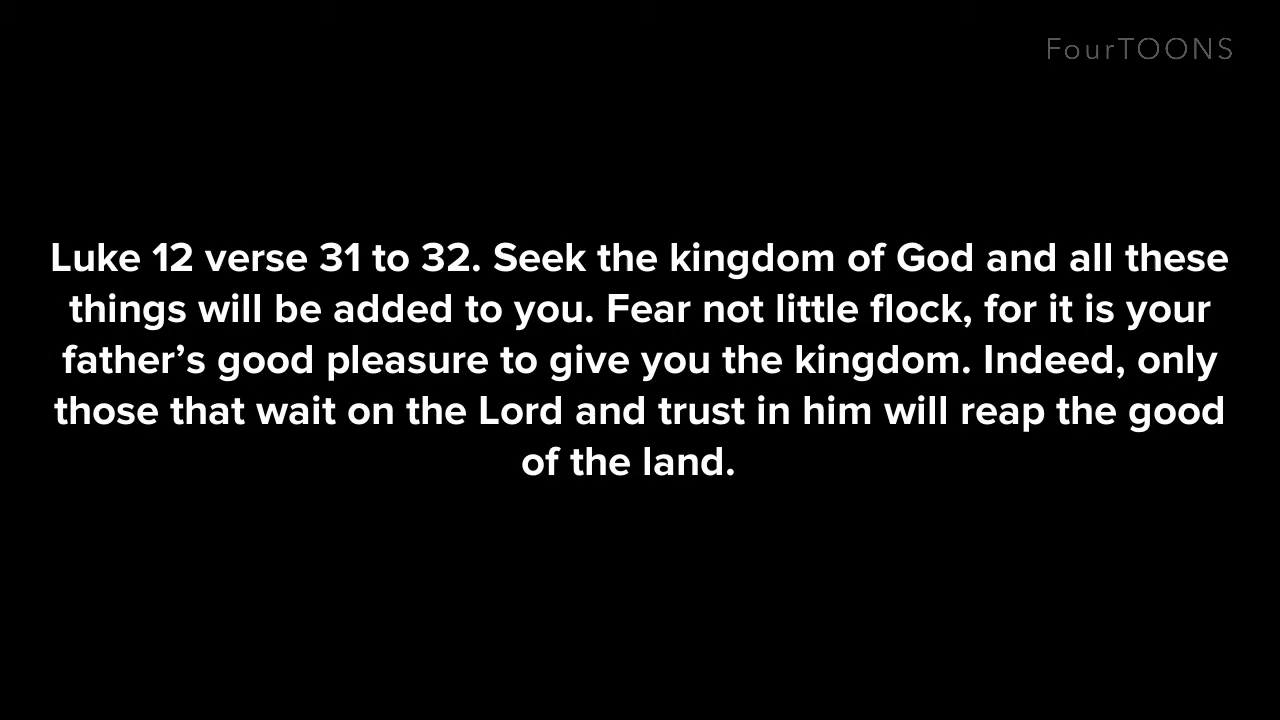 FourTOONS
Luke 12 verse 31 to 32. Seek the kingdom of God and all these
things will be added to you. Fear not little flock, for it is your
father’s good pleasure to give you the kingdom. Indeed, only
those that wait on the Lord and trust in him will reap the good
of the land.